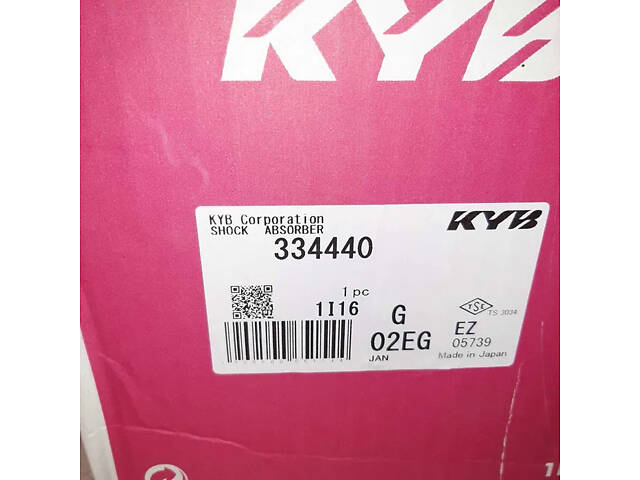 KYB
KYB Corporation
SHOCK ABSORBER
KYB
334440
1 pc
1I16
G
TSE
TS 3034
02EG
EZ
05739
JAN
Made in Japan